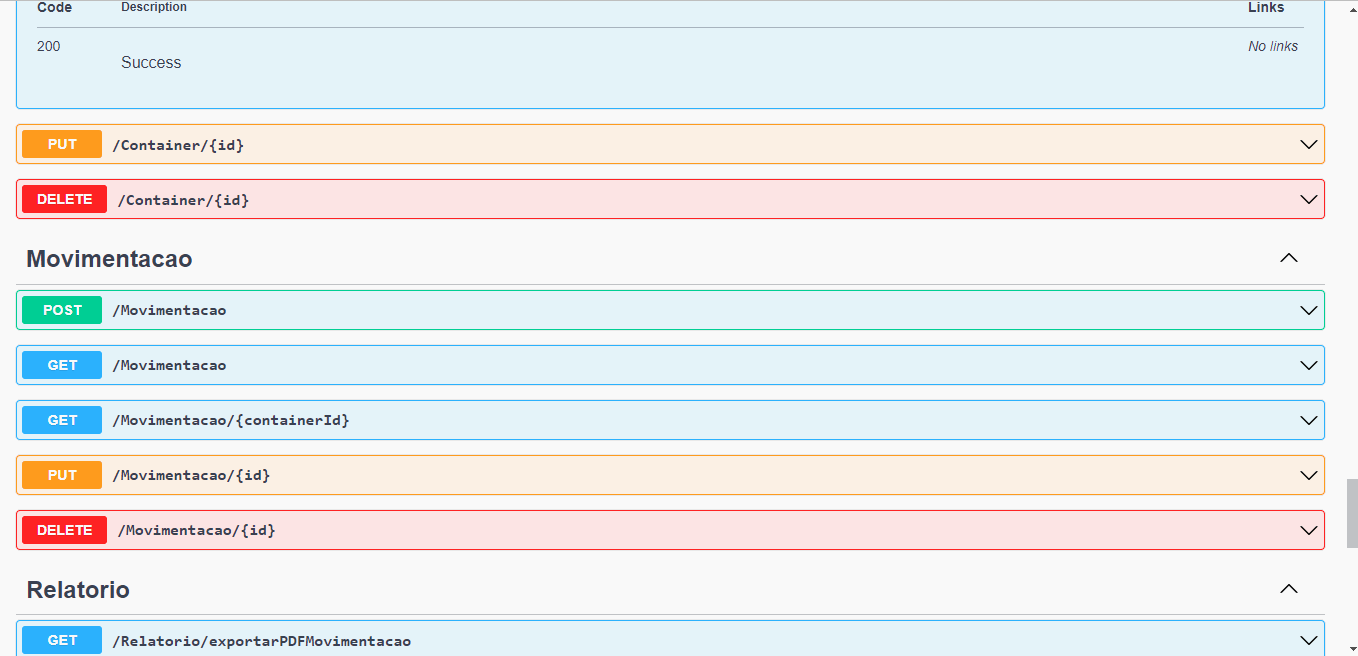 Code Description Links
200 No links
Success
PUT /Container/{id}
DELETE /Container/{id}
Movimentacao
POST /Movimentacao
GET /Movimentacao
GET /Movimentacao/{containerId}
PUT /Movimentacao/{id}
DELETE /Movimentacao/{id}
Relatorio
GET /Relatorio/exportarPDFMovimentacao